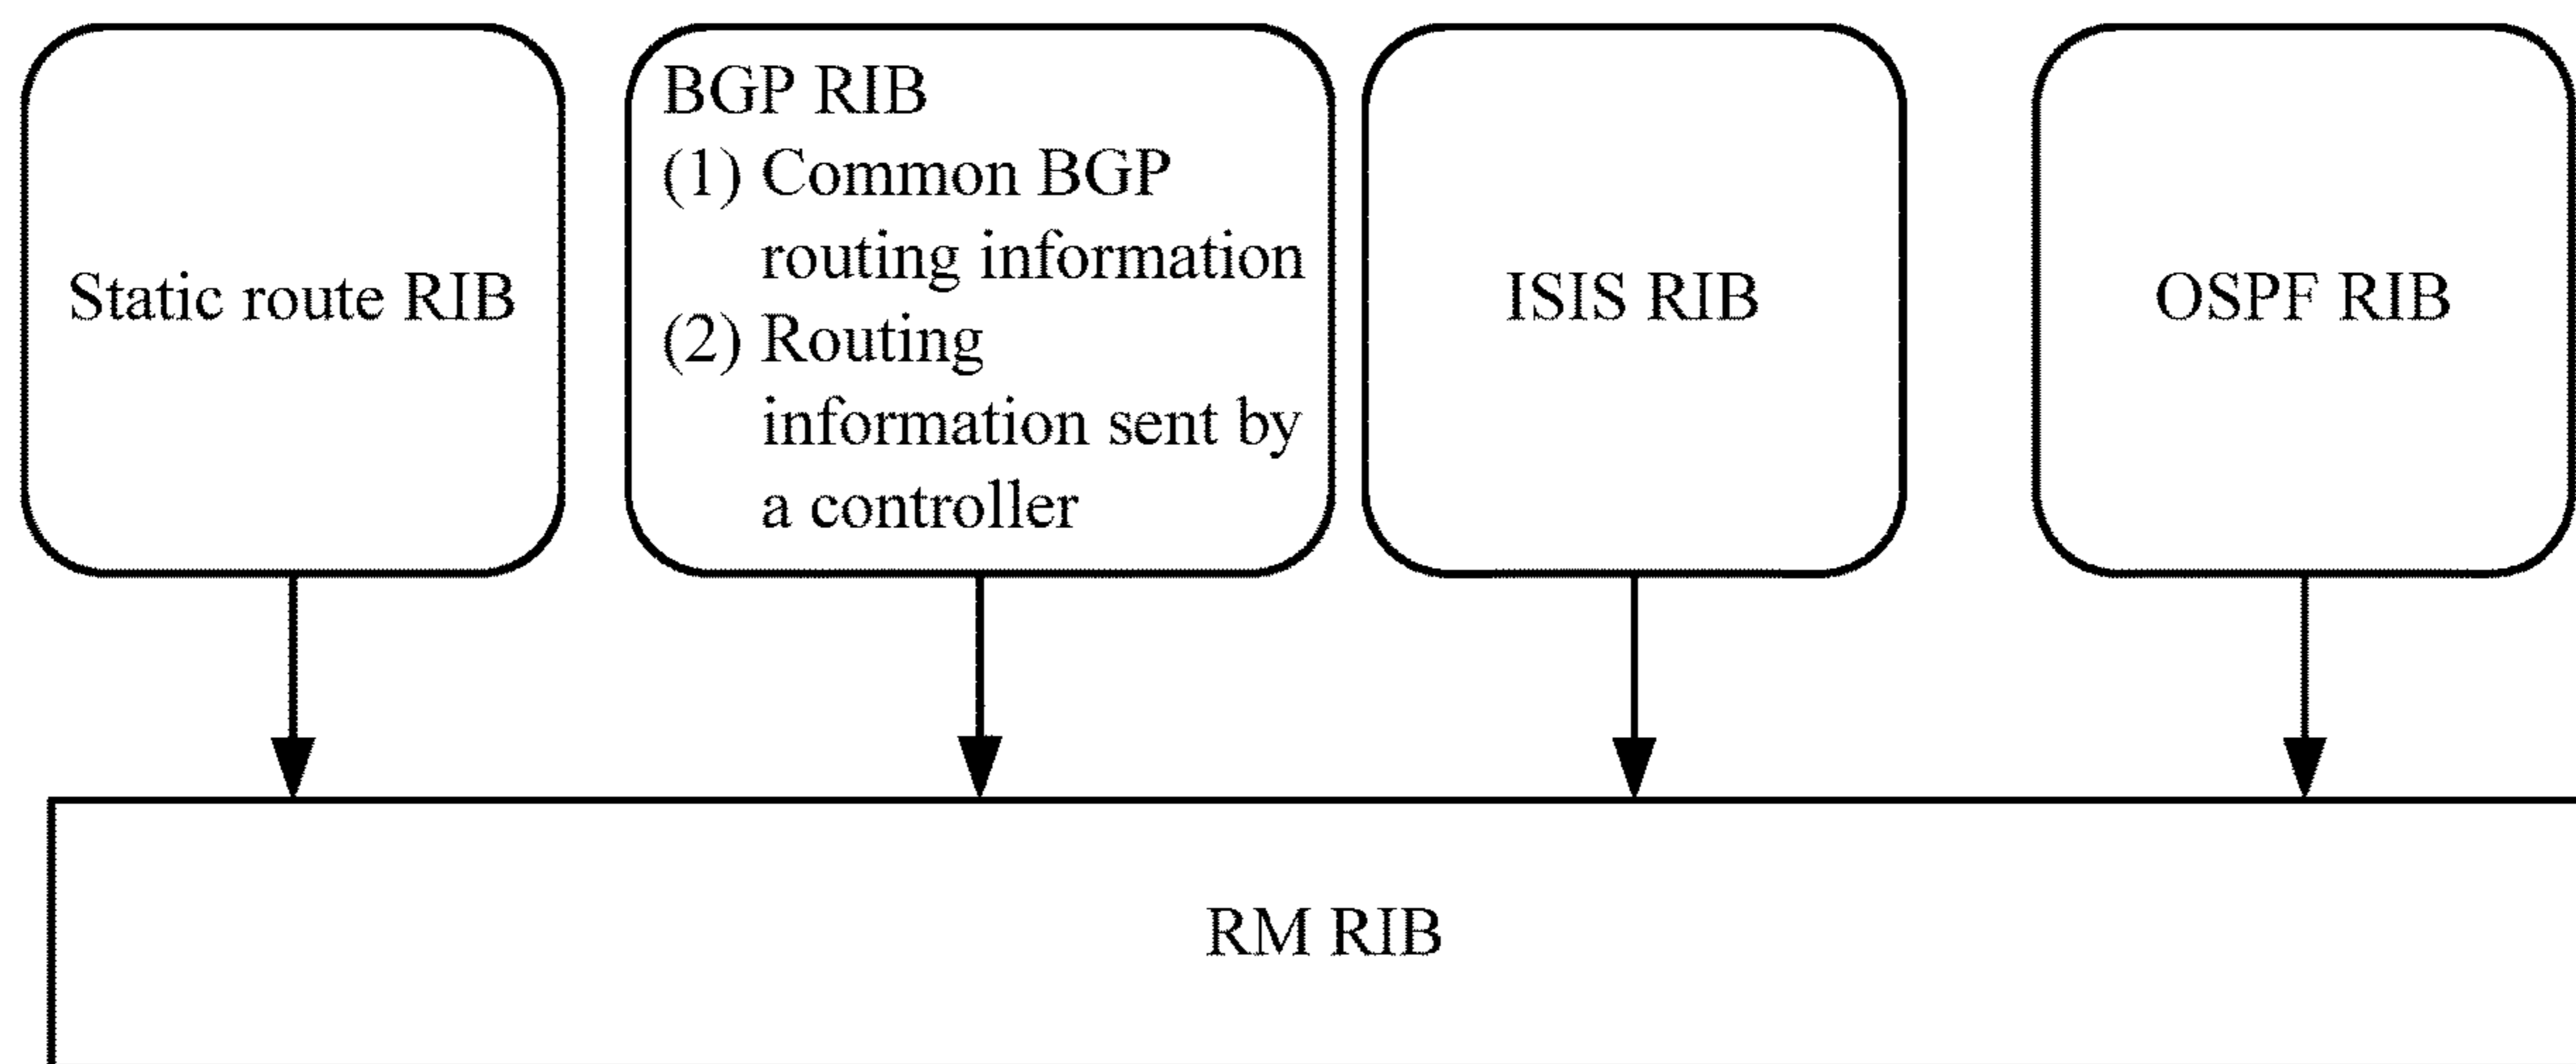 Static route RIB
BGP RIB
(1) Common BGP
routing information
(2) Routing
information sent by
a controller
ISIS RIB
OSPF RIB
RM RIB